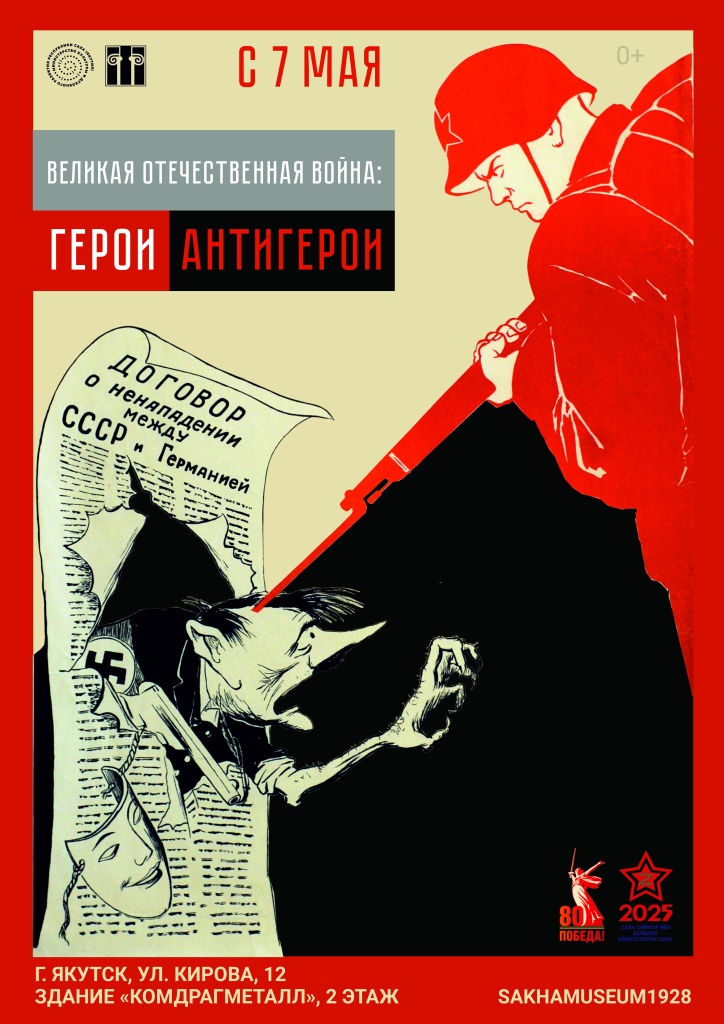 С 7 МАЯ
0+
ВЕЛИКАЯ ОТЕЧЕСТВЕННАЯ ВОЙНА:
ГЕРОИ АНТИГЕРОИ
ДОГОВОР
о ненападении
между
СССР и Германией
80
ПОБЕДА!
2025
Г. ЯКУТСК, УЛ. КИРОВА, 12
ЗДАНИЕ «КОМДРАГМЕТАЛЛ», 2 ЭТАЖ
SAKHAMUSEUM1928